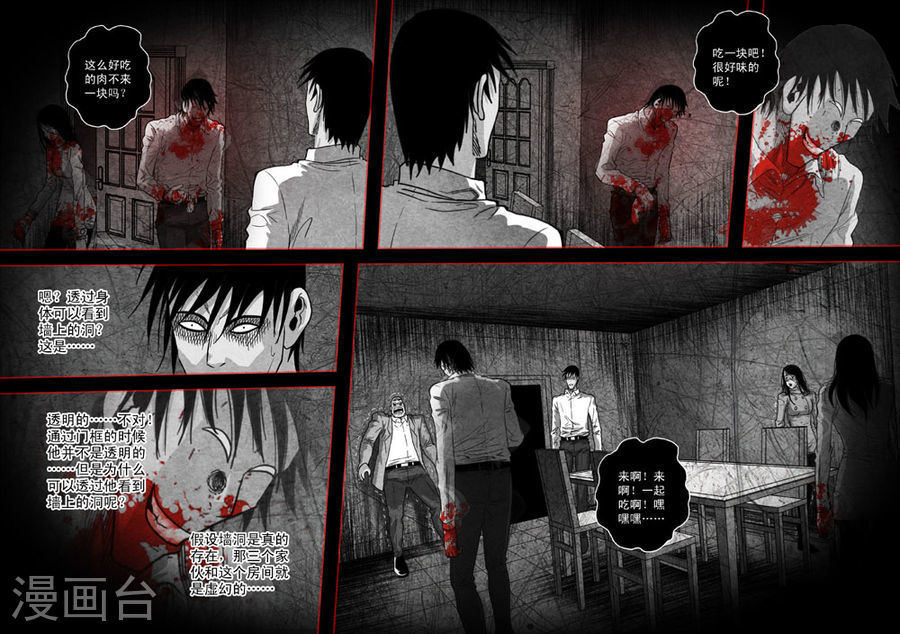 这么好吃
的肉不来
一块吗？
吃一块吧！
很好味的
呢！
嗯？透过身
体可以看到
墙上的洞？
这是……
透明的……不对！
通过门框的时候
他并不是透明的
……但是为什么
可以透过他看到
墙上的洞呢？
假设墙洞是真的
存在，那三个家
伙和这个房间就
是虚幻的……
来啊！来
啊！一起
吃啊！嘿
嘿嘿……
漫画台